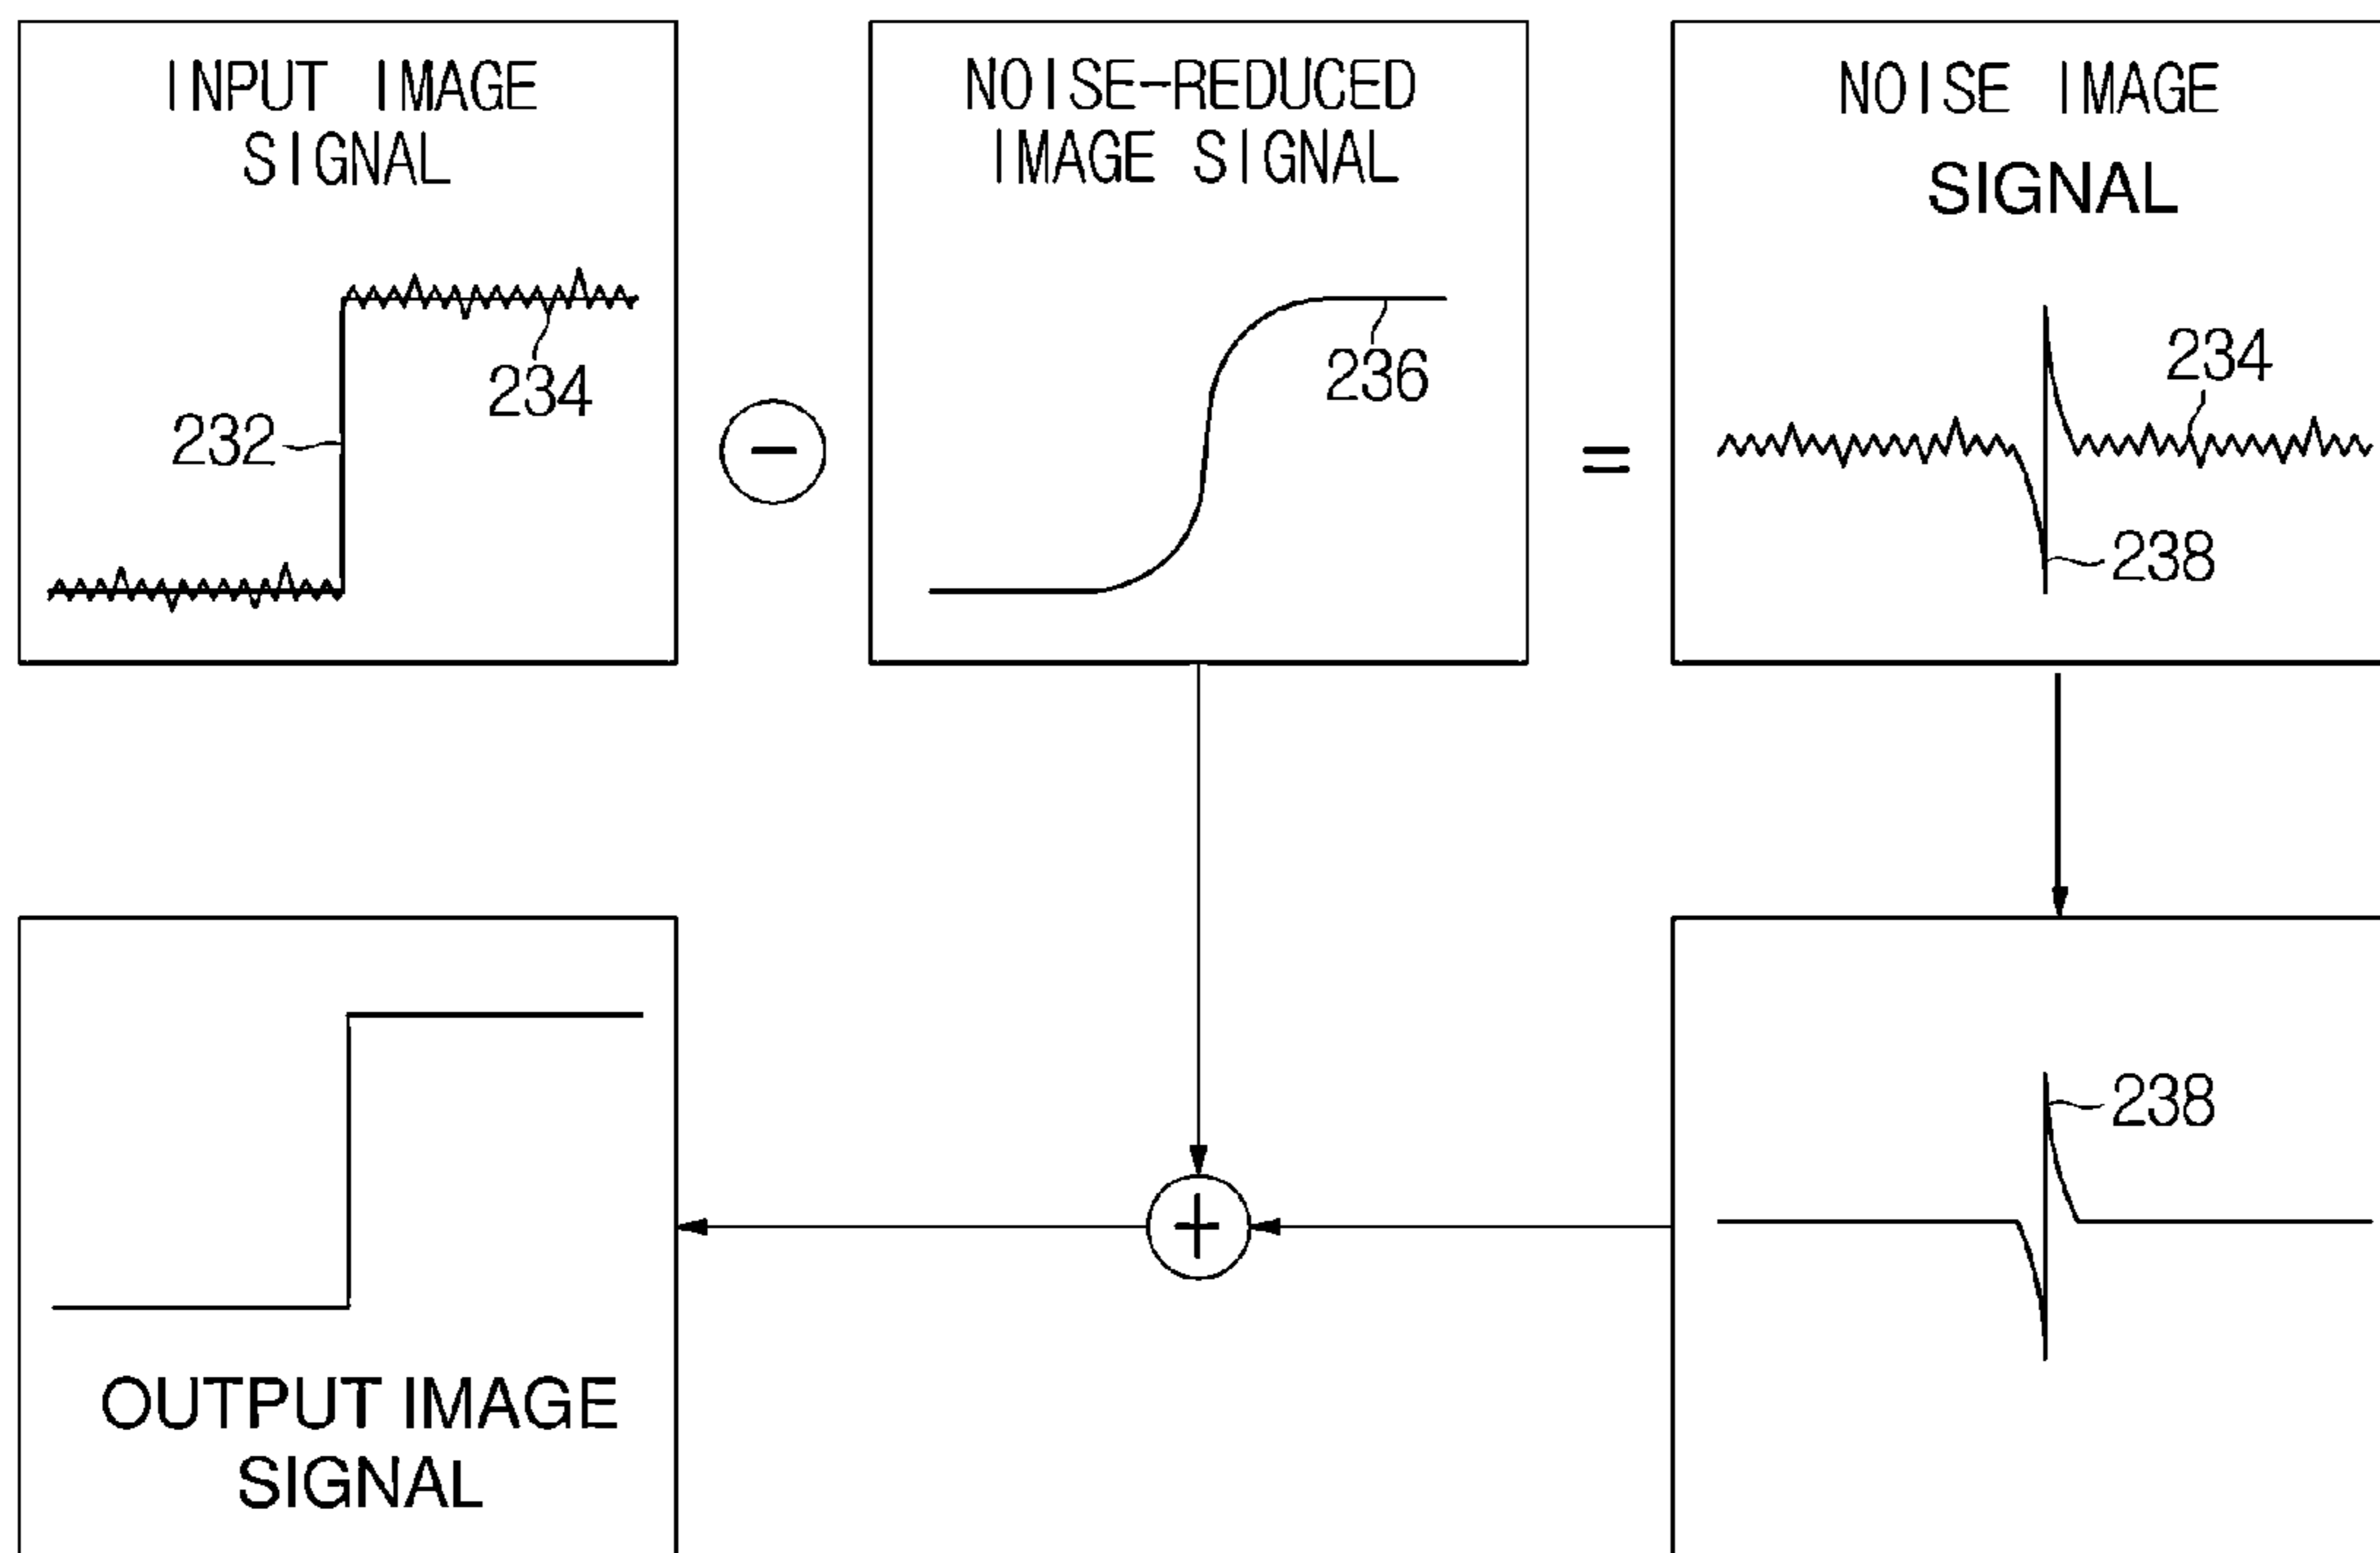 INPUT IMAGE
SIGNAL
234
232
−
NOISE-REDUCED
IMAGE SIGNAL
236
=
NOISE IMAGE
SIGNAL
234
238
238
+
OUTPUT IMAGE
SIGNAL